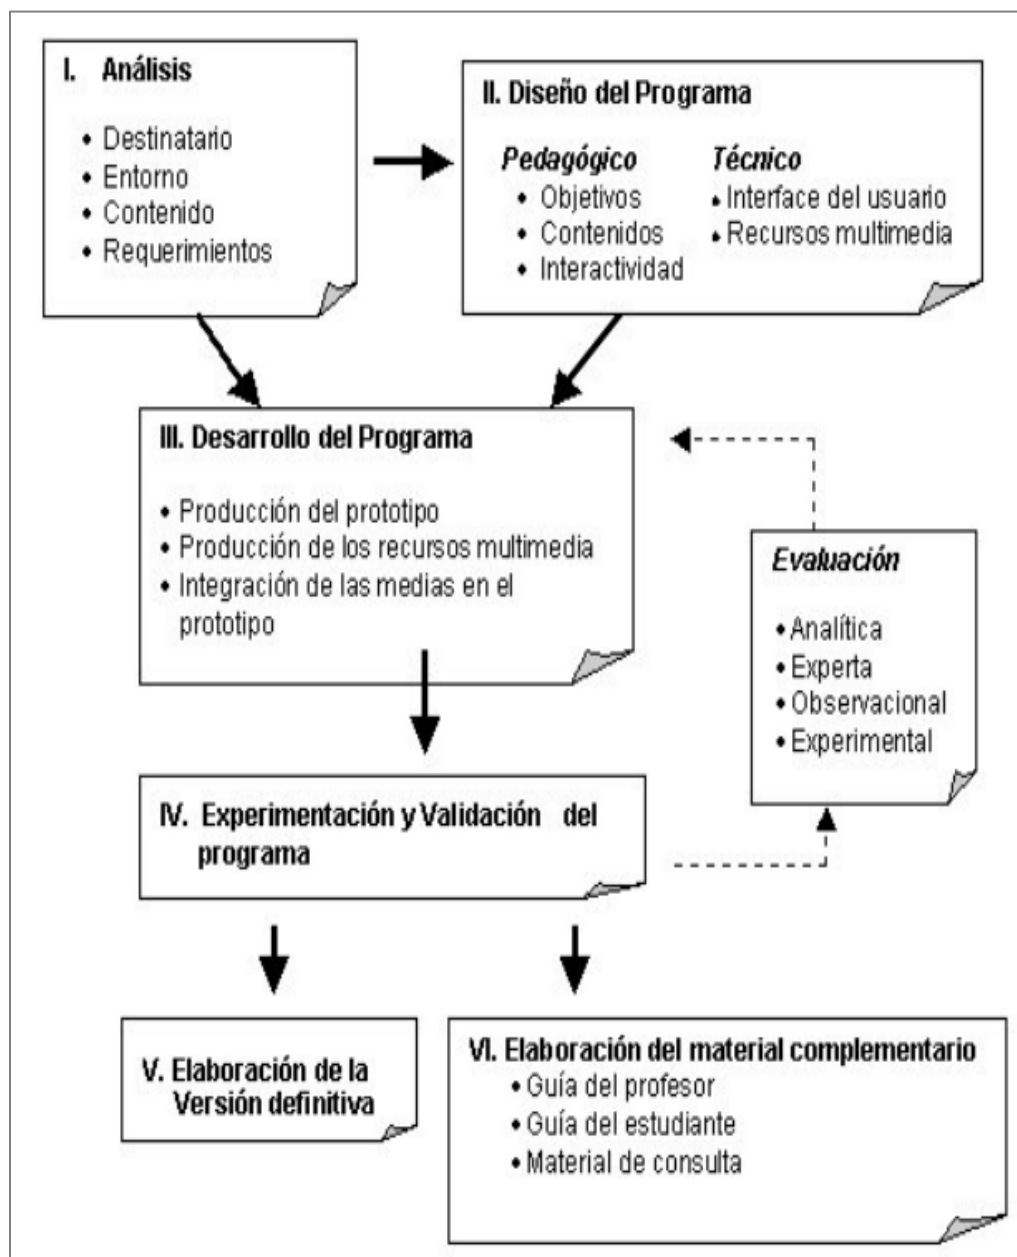 I. Análisis
• Destinatario
• Entorno
• Contenido
• Requerimientos
II. Diseño del Programa
Pedagógico
• Objetivos
• Contenidos
• Interactividad
Técnico
• Interface del usuario
• Recursos multimedia
III. Desarrollo del Programa
• Producción del prototipo
• Producción de los recursos multimedia
• Integración de las medias en el
prototipo
Evaluación
• Analítica
• Experta
• Observacional
• Experimental
IV. Experimentación y Validación del
programa
V. Elaboración de la
Versión definitiva
VI. Elaboración del material complementario
• Guía del profesor
• Guía del estudiante
• Material de consulta